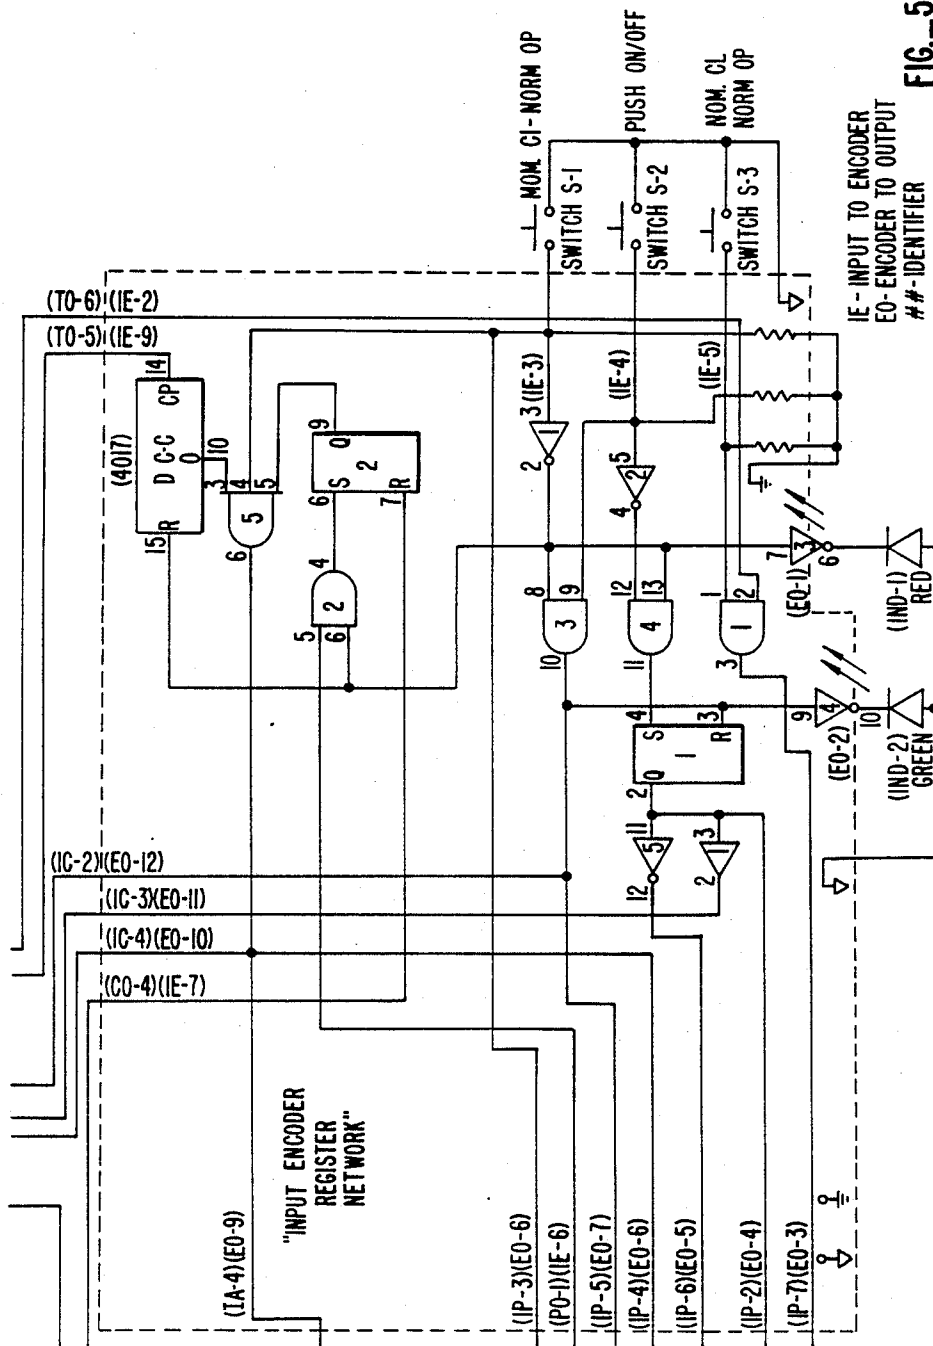 FIG.—5
MOM. CI-NORM OP
PUSH ON/OFF
NOM. CL
NORM OP
SWITCH S-1
SWITCH S-2
SWITCH S-3
IE-INPUT TO ENCODER
EO-ENCODER TO OUTPUT
##-IDENTIFIER
(TO-6) (IE-2)
(TO-5) (IE-9)
14
CP
(4017)
D C-C
O
10
15
R
3
4
5
5
6
9
Q
2
S
6
R
7
4
2
5
6
3 (IE-3)
1
2
(IE-4)
5
2
4
(IE-5)
8
9
3
10
12
13
4
11
1
2
1
3
7
3
6
(EO-1)
(IND-1)
RED
9
4
10
(EO-2)
(IND-2)
GREEN
4
3
S
R
1
Q
2
11
5
12
3
1
2
(IC-2)(EO-12)
(IC-3)(EO-11)
(IC-4)(EO-10)
(CO-4)(IE-7)
"INPUT ENCODER
REGISTER
NETWORK"
(IA-4)(EO-9)
(IP-3)(EO-6)
(PO-1)(IE-6)
(IP-5)(EO-7)
(IP-4)(EO-6)
(IP-6)(EO-5)
(IP-2)(EO-4)
(IP-7)(EO-3)